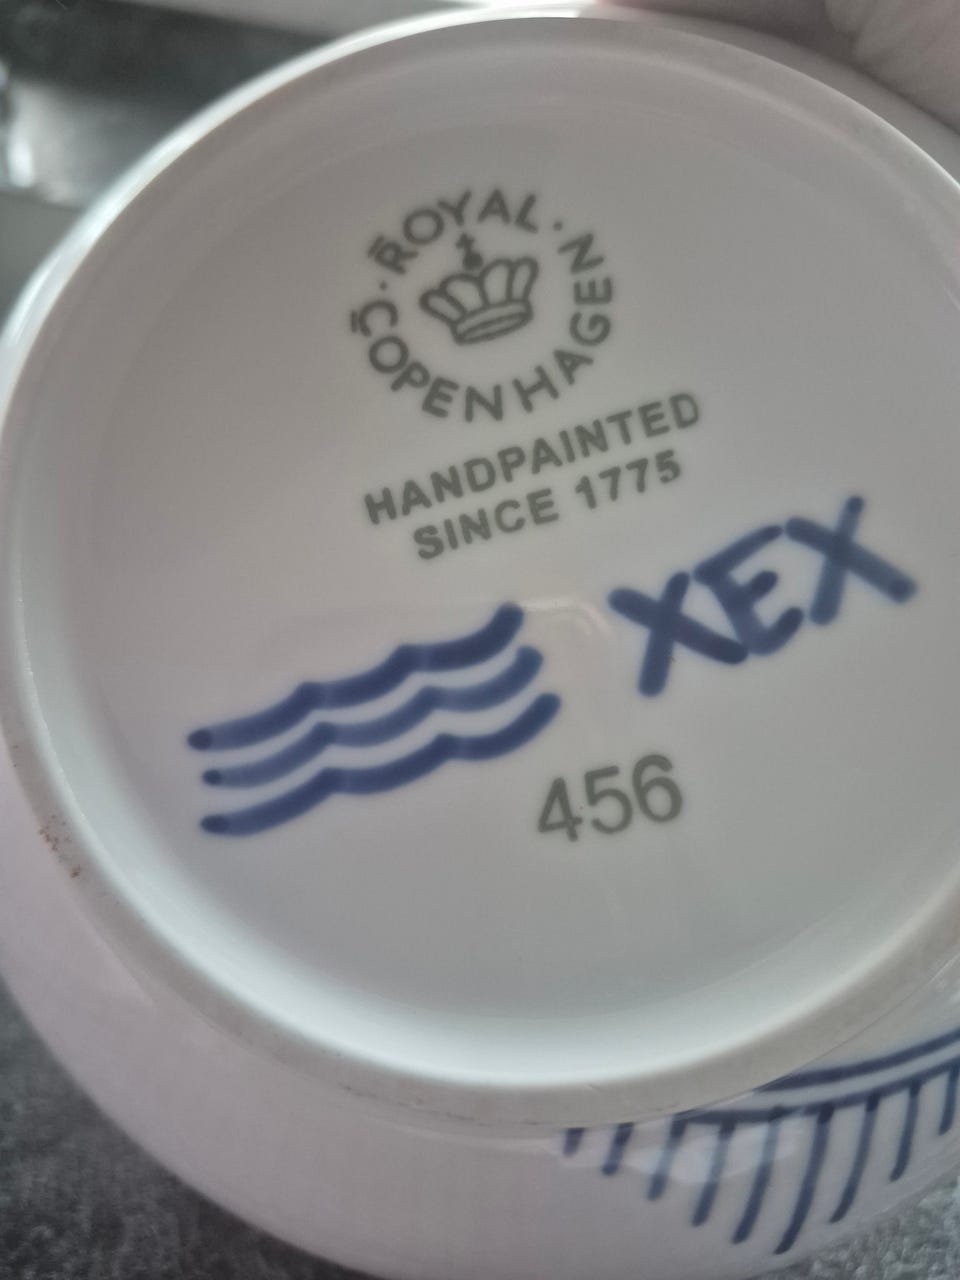 ROYAL · COPENHAGEN ·
HANDPAINTED
SINCE 1775
XEX
456